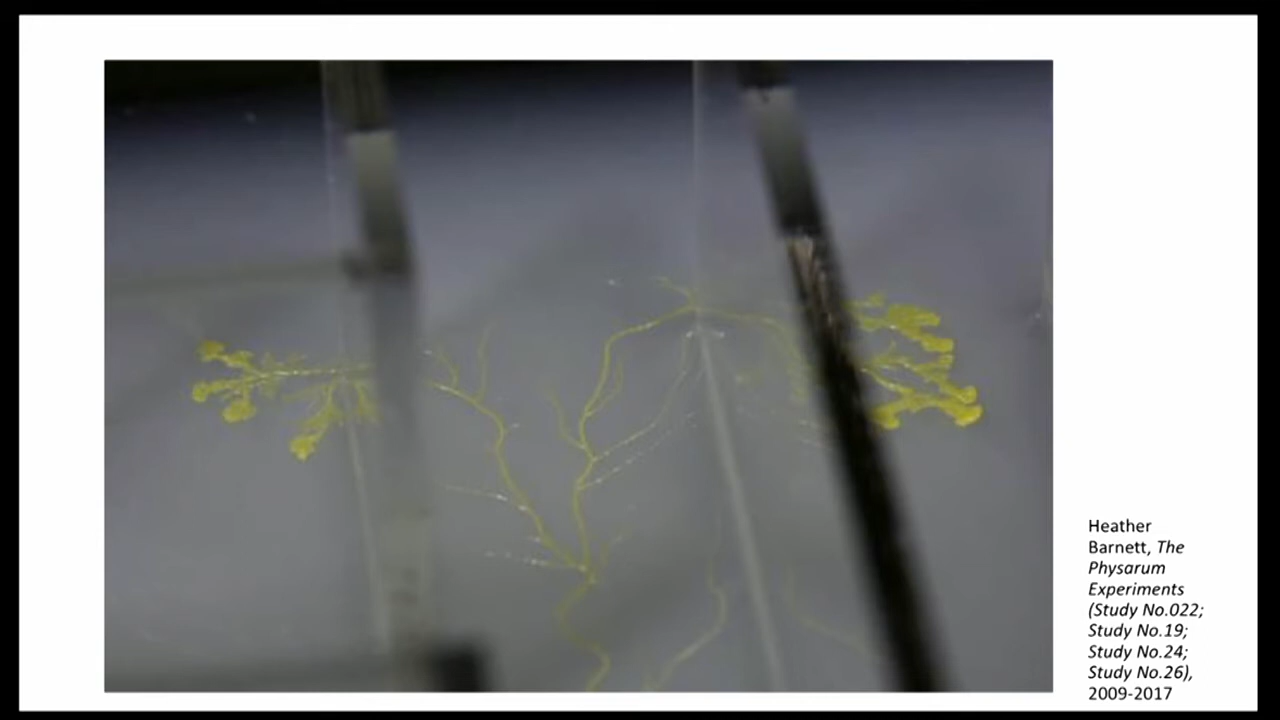 Heather
Barnett, The
Physarum
Experiments
(Study No.022;
Study No.19;
Study No.24;
Study No.26),
2009-2017